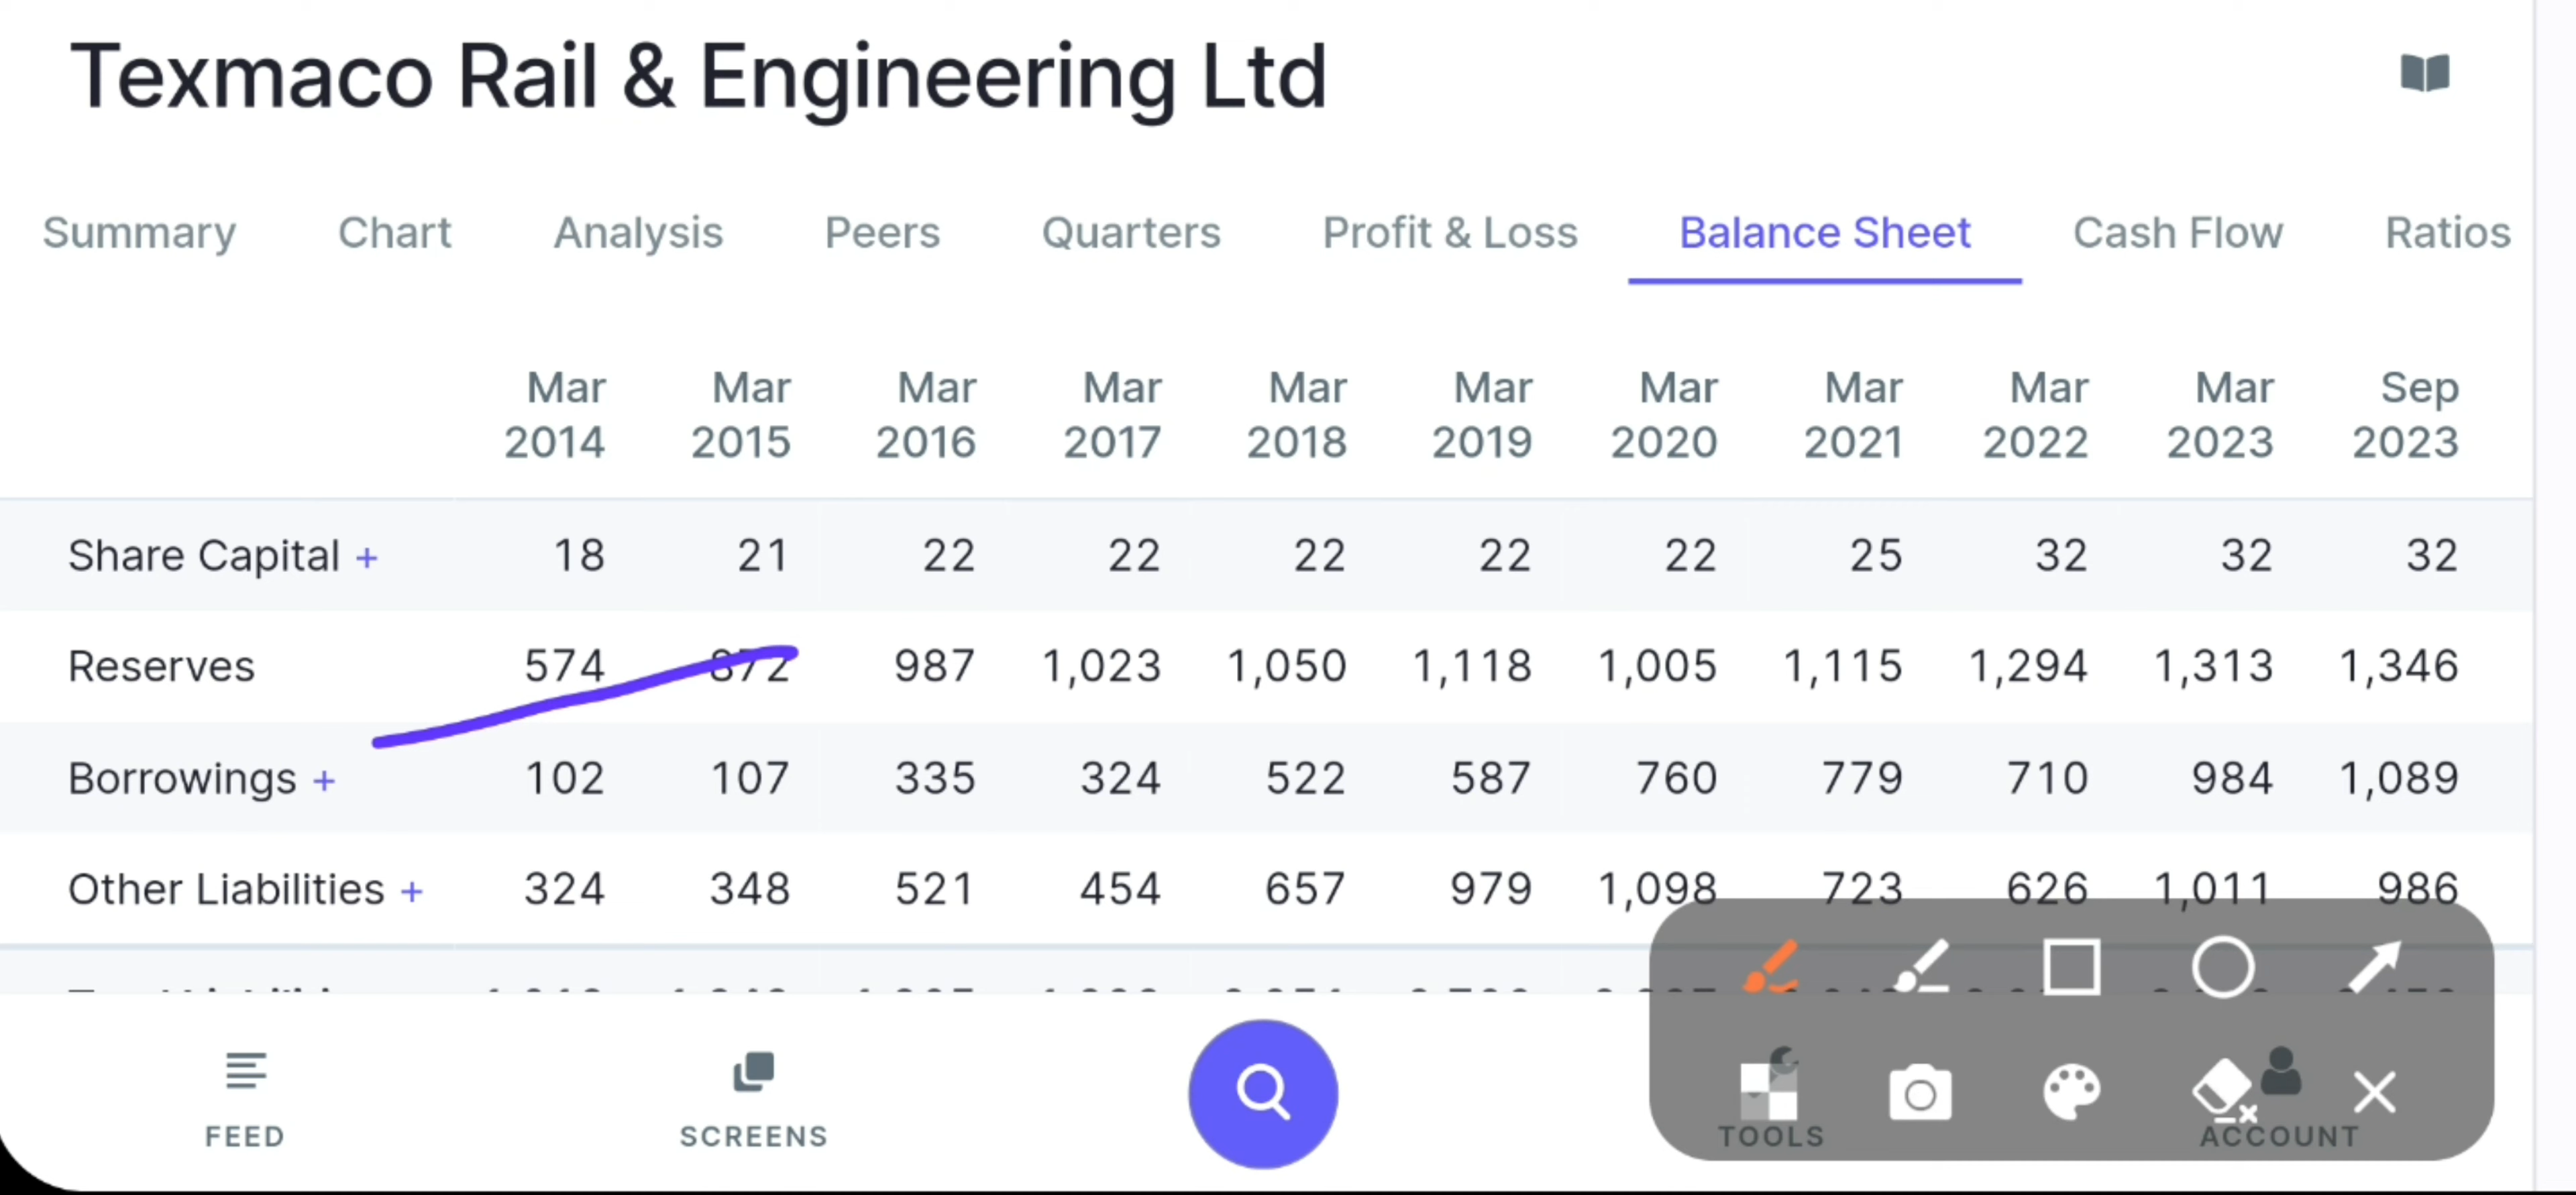 Texmaco Rail & Engineering Ltd
Summary Chart Analysis Peers Quarters Profit & Loss Balance Sheet Cash Flow Ratios
Mar Mar Mar Mar Mar Mar Mar Mar Mar Mar Sep
2014 2015 2016 2017 2018 2019 2020 2021 2022 2023 2023
Share Capital + 18 21 22 22 22 22 22 25 32 32 32
Reserves 574 872 987 1,023 1,050 1,118 1,005 1,115 1,294 1,313 1,346
Borrowings + 102 107 335 324 522 587 760 779 710 984 1,089
Other Liabilities + 324 348 521 454 657 979 1,098 723 626 1,011 986
FEED SCREENS TOOLS ACCOUNT